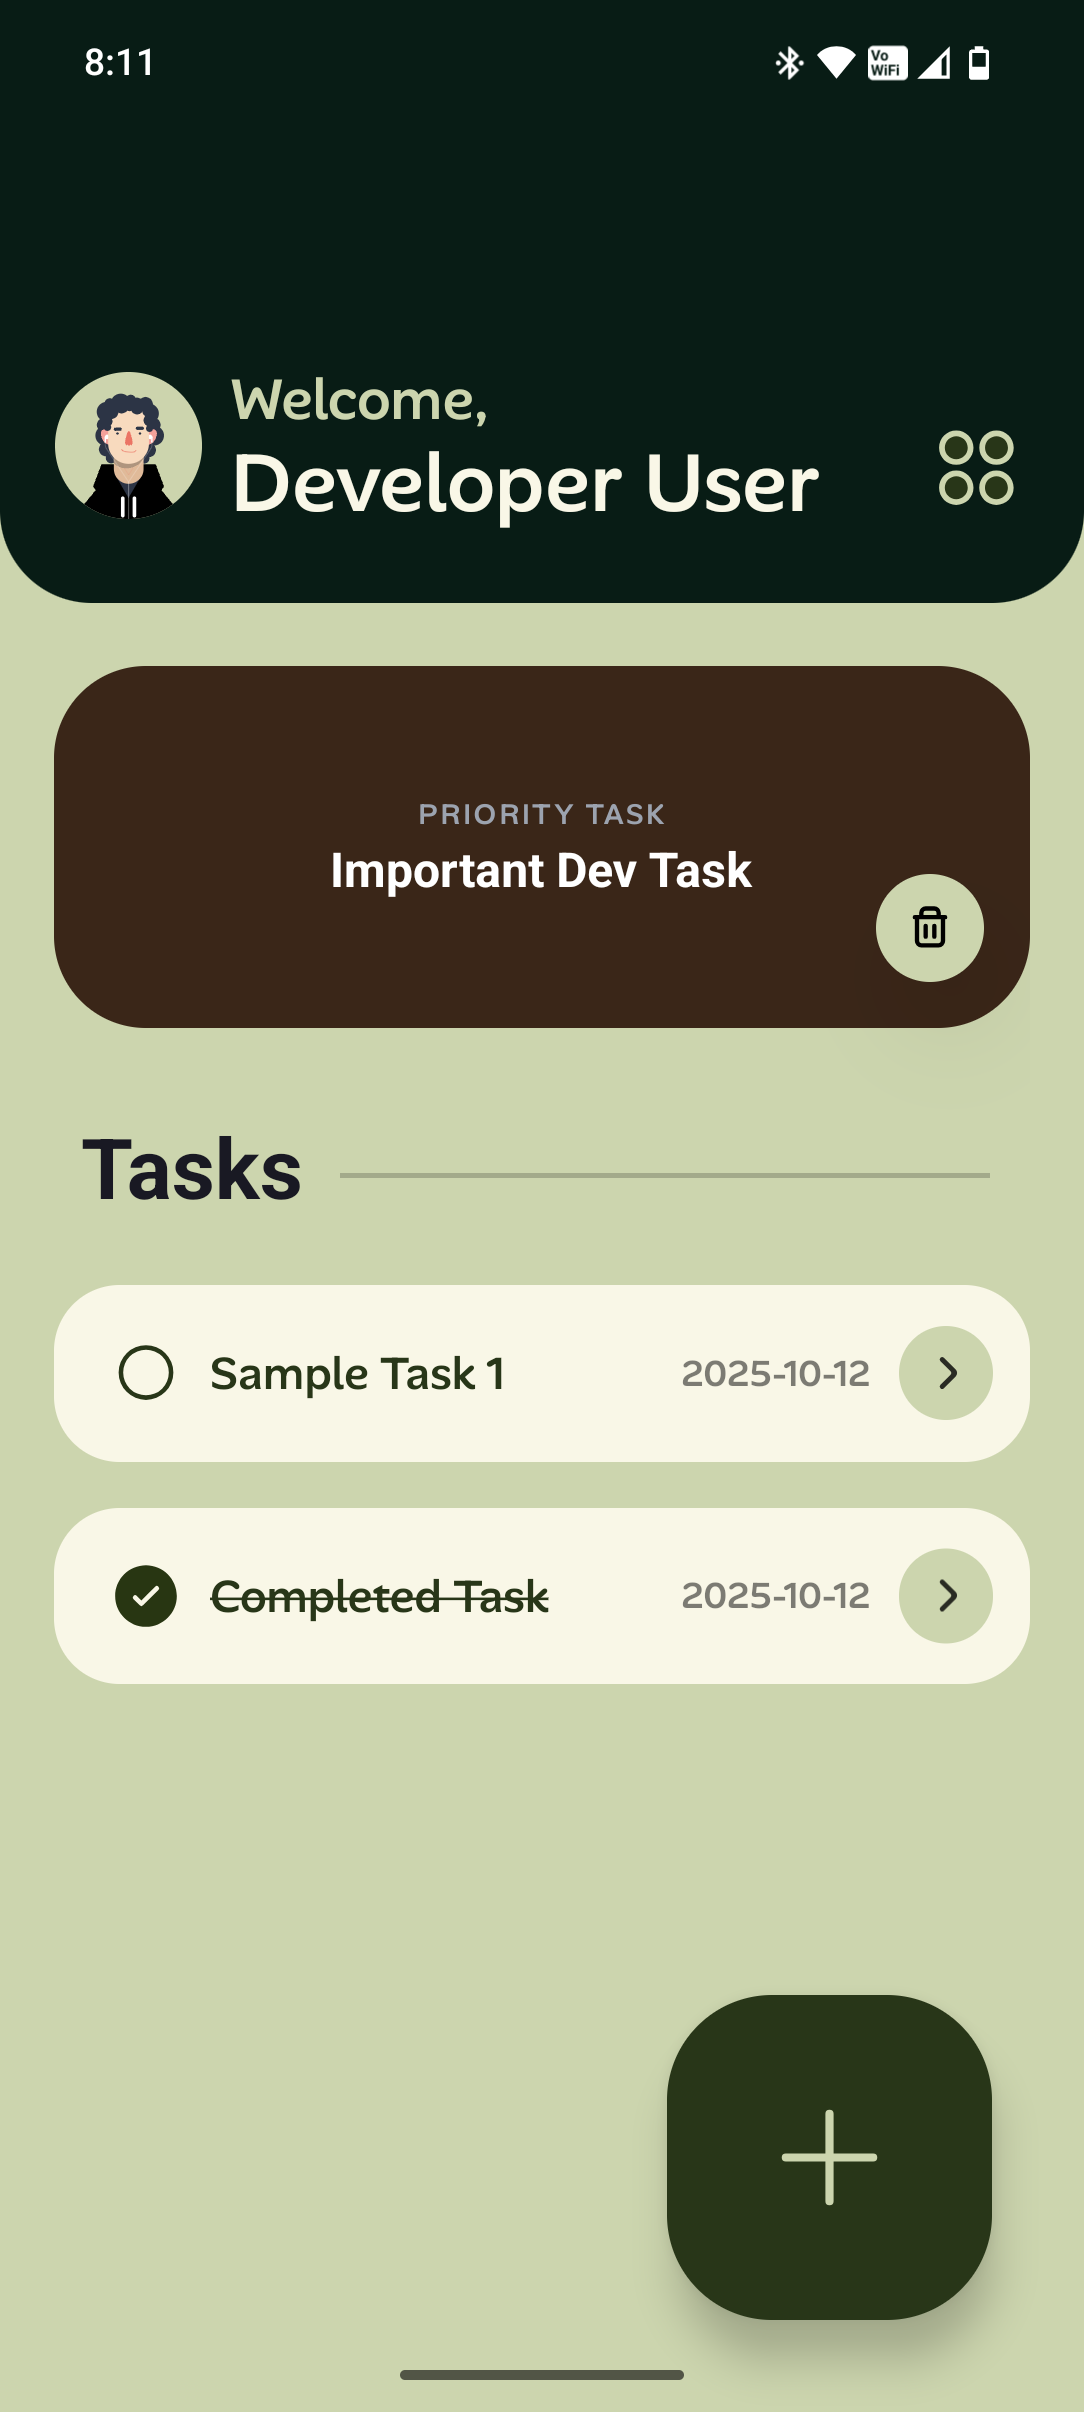 8:11
Vo
WiFi
Welcome,
Developer User
PRIORITY TASK
Important Dev Task
Tasks
Sample Task 1 2025-10-12
Completed Task 2025-10-12